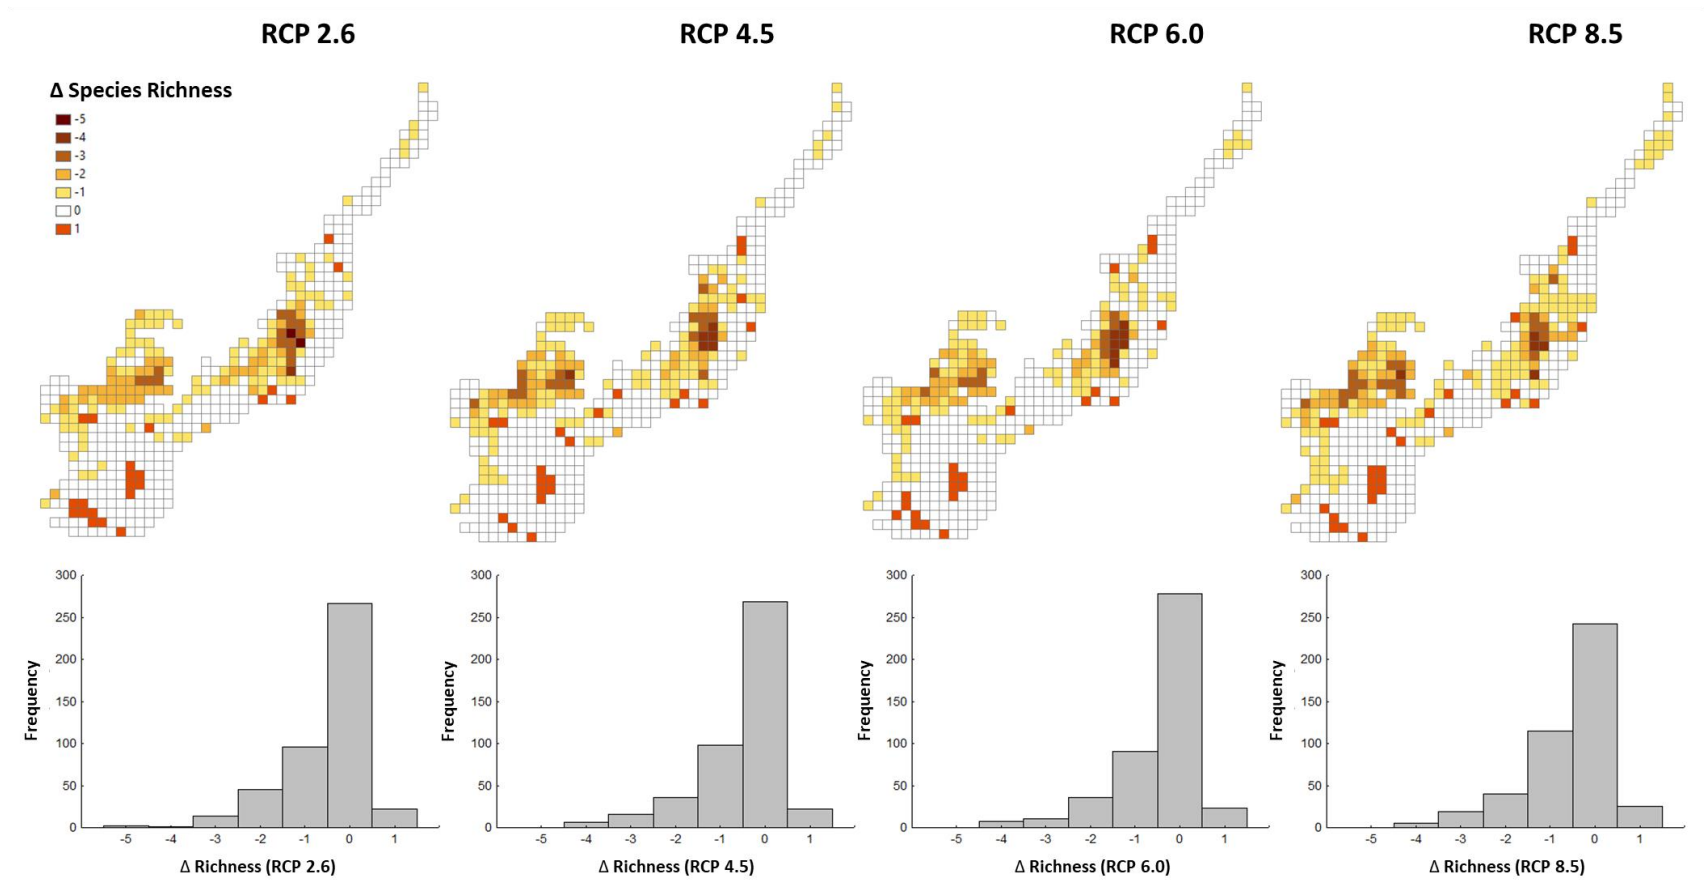 RCP 2.6 RCP 4.5 RCP 6.0 RCP 8.5
Δ Species Richness
-5
-4
-3
-2
-1
0
1
300 300 300 300
250 250 250 250
200 200 200 200
150 150 150 150
100 100 100 100
50 50 50 50
0 0 0 0
Frequency Frequency Frequency Frequency
-5 -4 -3 -2 -1 0 1 -5 -4 -3 -2 -1 0 1 -5 -4 -3 -2 -1 0 1 -5 -4 -3 -2 -1 0 1
Δ Richness (RCP 2.6) Δ Richness (RCP 4.5) Δ Richness (RCP 6.0) Δ Richness (RCP 8.5)